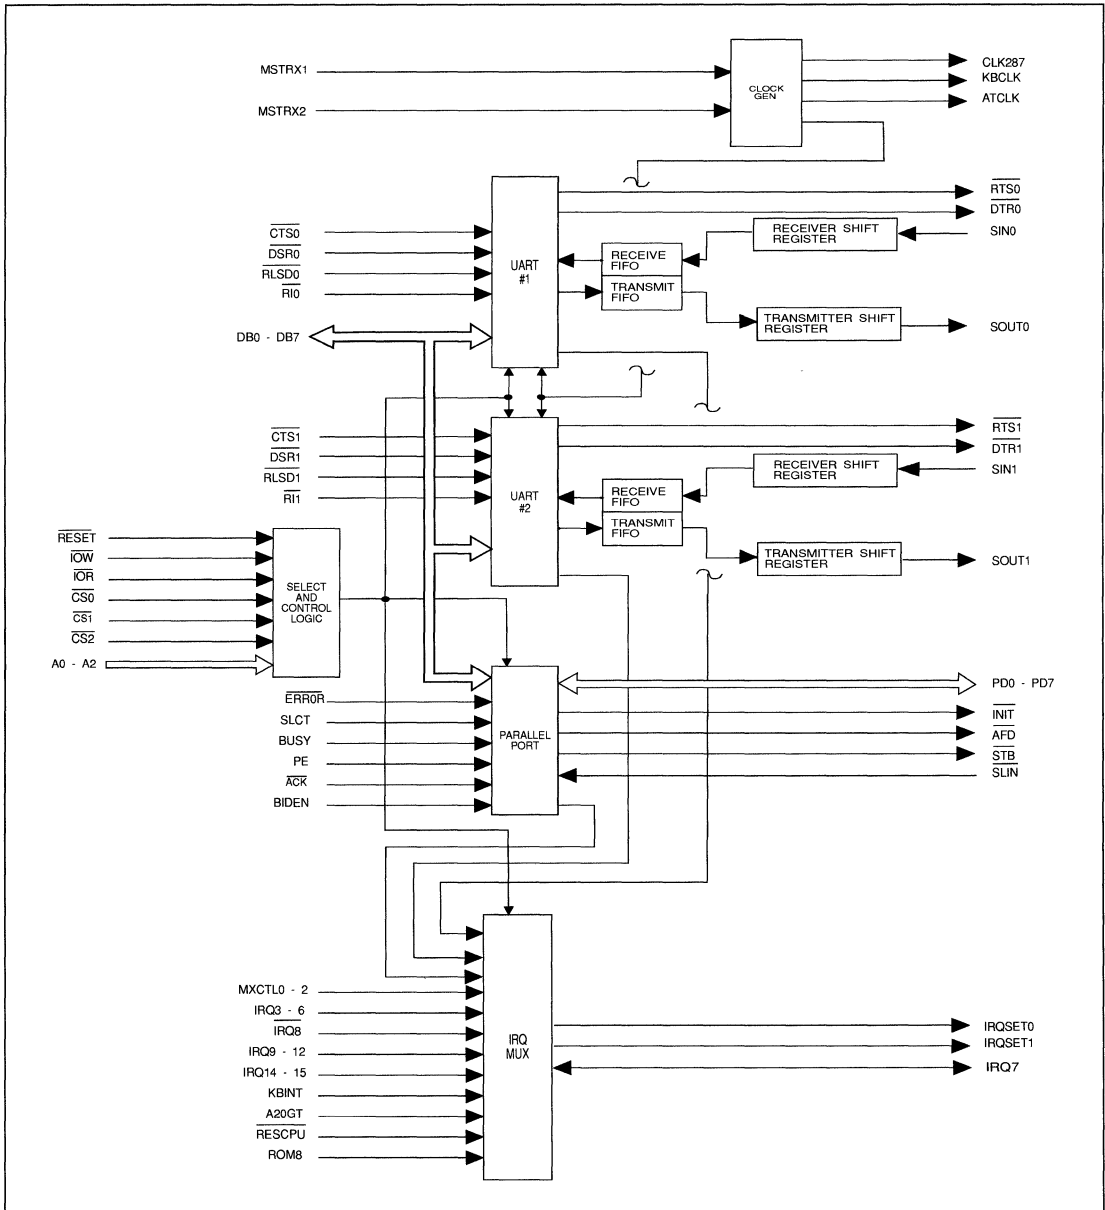 MSTRX1
MSTRX2
CLOCK
GEN
CLK287
KBCLK
ATCLK
CTS0
DSR0
RLSD0
RI0
DB0 - DB7
UART
#1
RECEIVE
FIFO
TRANSMIT
FIFO
RECEIVER SHIFT
REGISTER
TRANSMITTER SHIFT
REGISTER
RTS0
DTR0
SIN0
SOUT0
CTS1
DSR1
RLSD1
RI1
UART
#2
RECEIVE
FIFO
TRANSMIT
FIFO
RECEIVER SHIFT
REGISTER
TRANSMITTER SHIFT
REGISTER
RTS1
DTR1
SIN1
SOUT1
RESET
IOW
IOR
CS0
CS1
CS2
A0 - A2
SELECT
AND
CONTROL
LOGIC
ERR0R
SLCT
BUSY
PE
ACK
BIDEN
PARALLEL
PORT
PD0 - PD7
INIT
AFD
STB
SLIN
MXCTL0 - 2
IRQ3 - 6
IRQ8
IRQ9 - 12
IRQ14 - 15
KBINT
A20GT
RESCPU
ROM8
IRQ
MUX
IRQSET0
IRQSET1
IRQ7